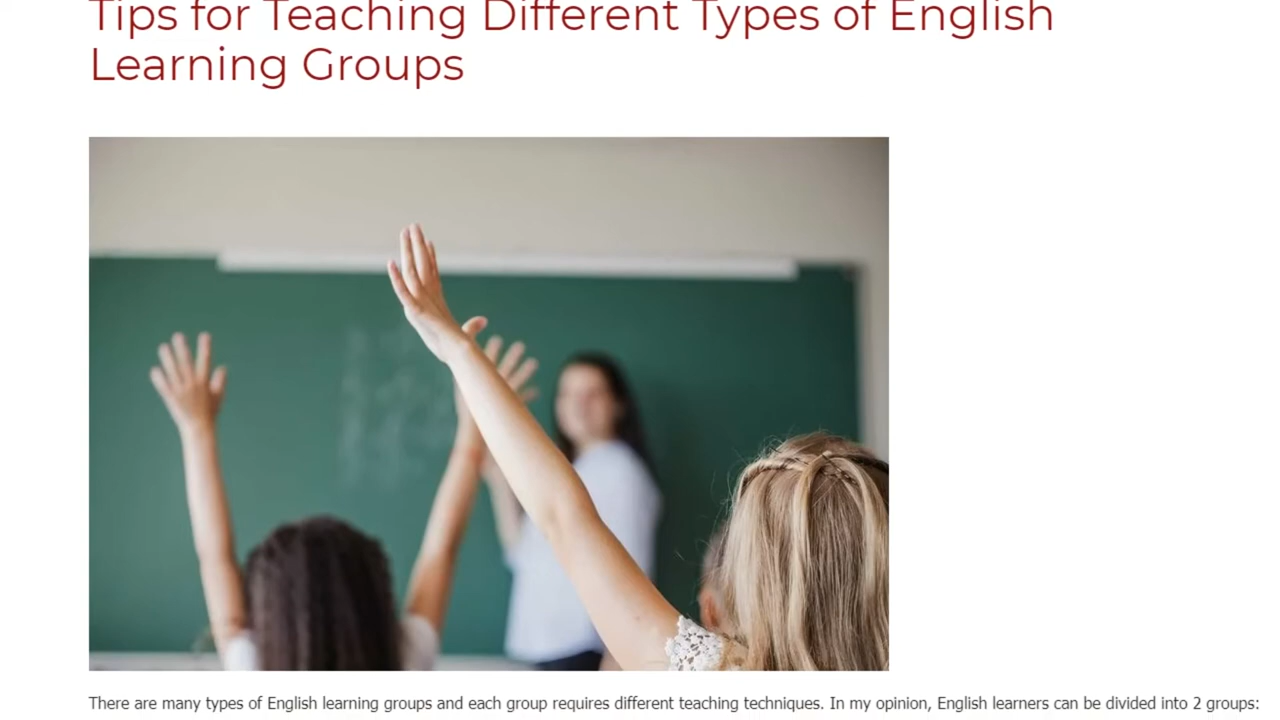 Tips for Teaching Different Types of English
Learning Groups
There are many types of English learning groups and each group requires different teaching techniques. In my opinion, English learners can be divided into 2 groups: